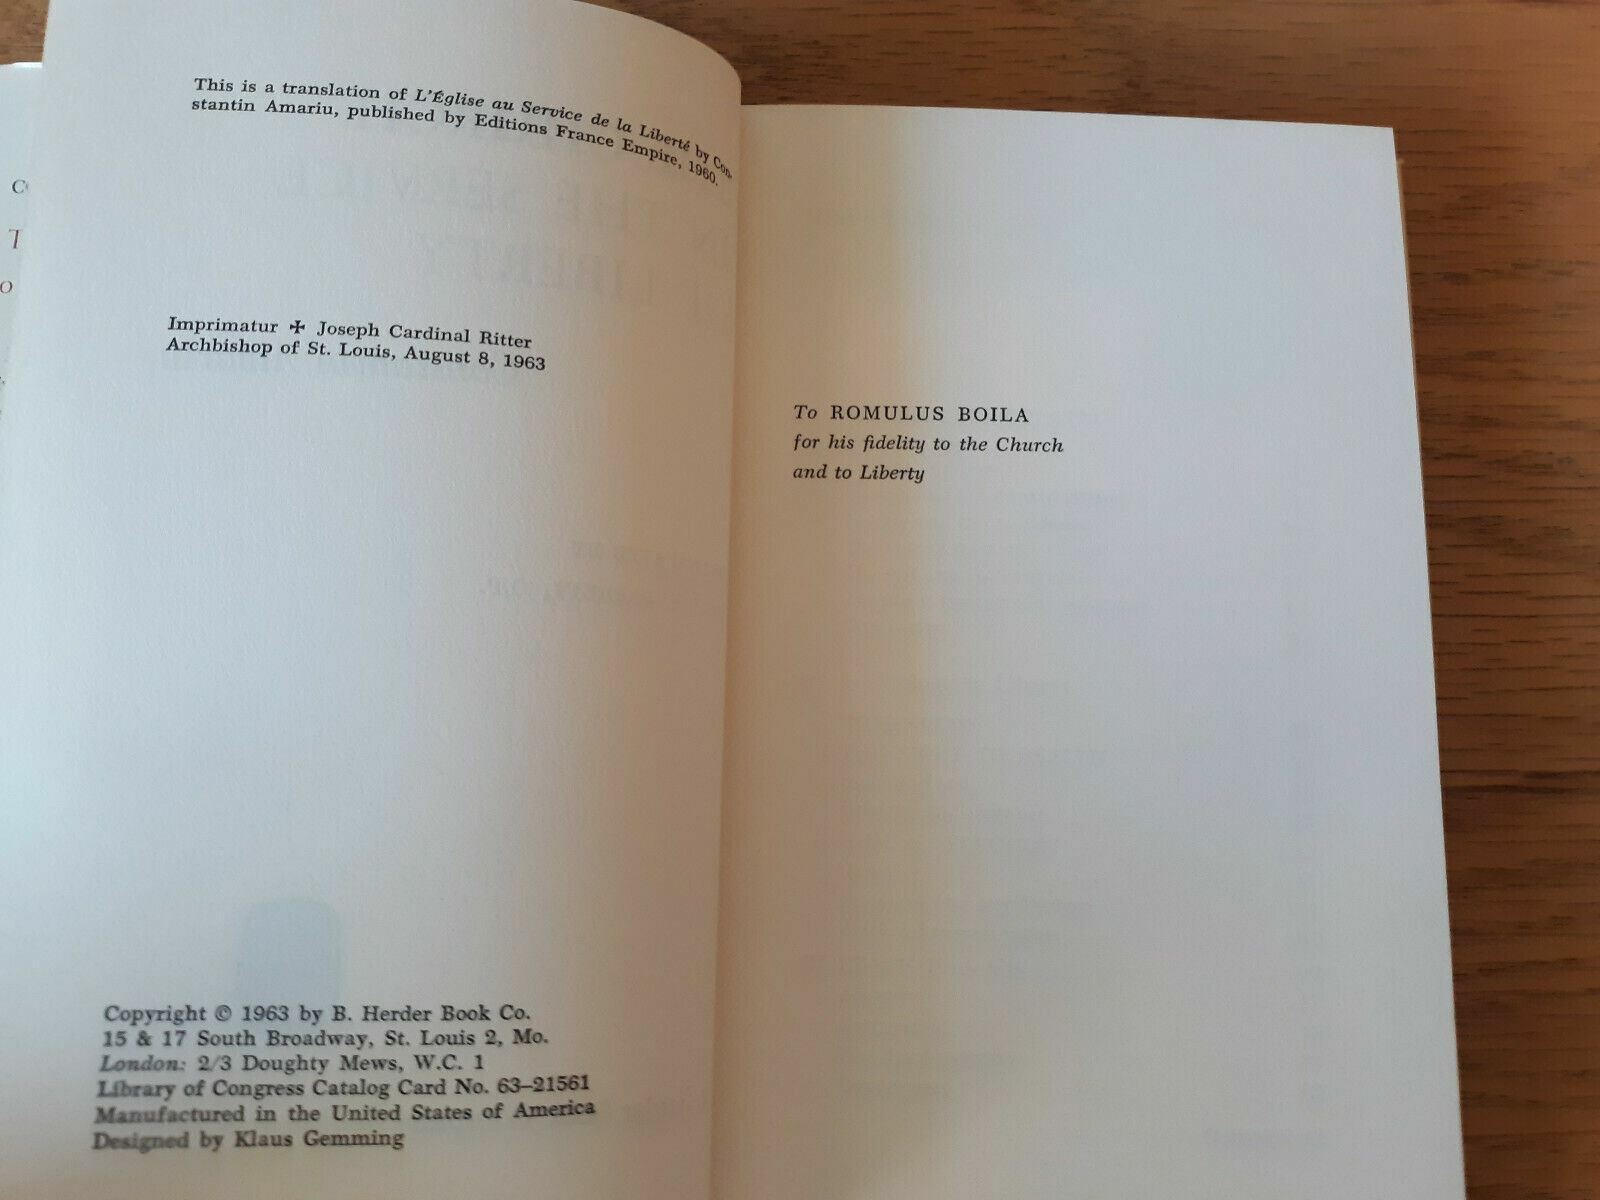 This is a translation of L'Église au Service de la Liberté by Con-
stantin Amariu, published by Editions France Empire, 1960.
Imprimatur ✠ Joseph Cardinal Ritter
Archbishop of St. Louis, August 8, 1963
Copyright © 1963 by B. Herder Book Co.
15 & 17 South Broadway, St. Louis 2, Mo.
London: 2/3 Doughty Mews, W.C. 1
Library of Congress Catalog Card No. 63–21561
Manufactured in the United States of America
Designed by Klaus Gemming
To ROMULUS BOILA
for his fidelity to the Church
and to Liberty